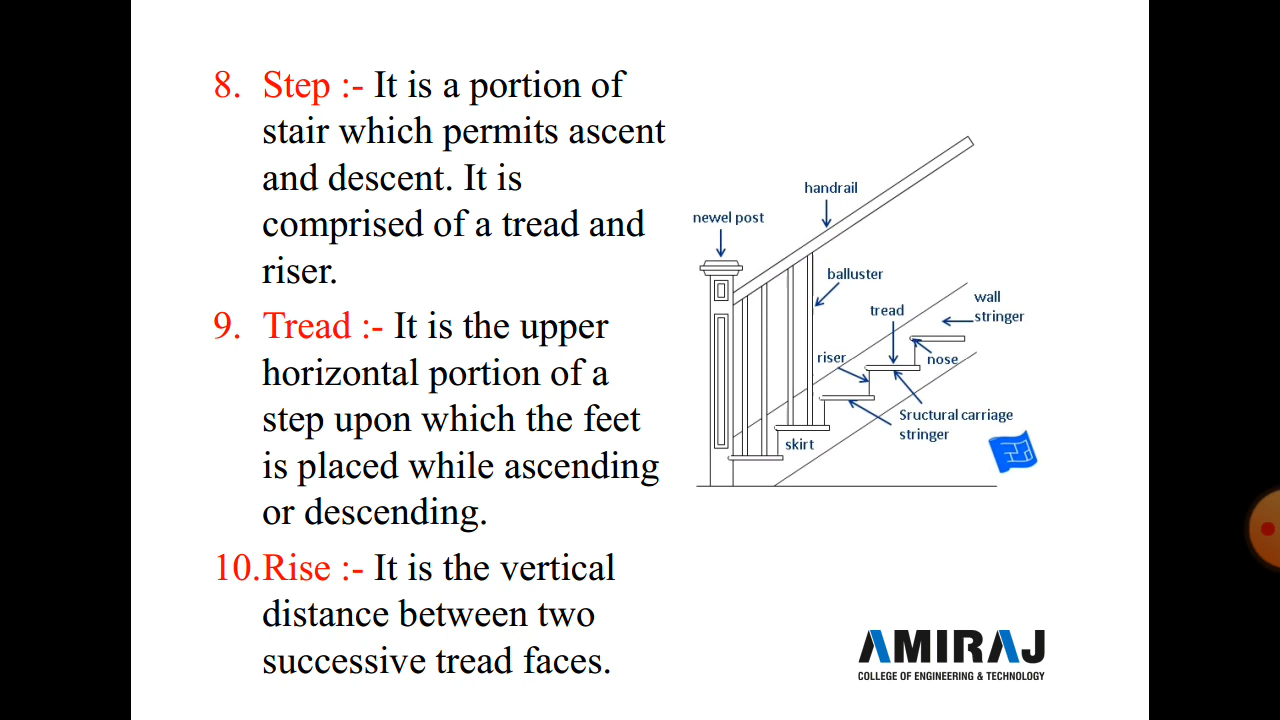 8. Step :- It is a portion of
stair which permits ascent
and descent. It is
comprised of a tread and
riser.
9. Tread :- It is the upper
horizontal portion of a
step upon which the feet
is placed while ascending
or descending.
10. Rise :- It is the vertical
distance between two
successive tread faces.
handrail
newel post
balluster
tread
wall
stringer
riser
nose
Sructural carriage
stringer
skirt
AMIRAJ
COLLEGE OF ENGINEERING & TECHNOLOGY